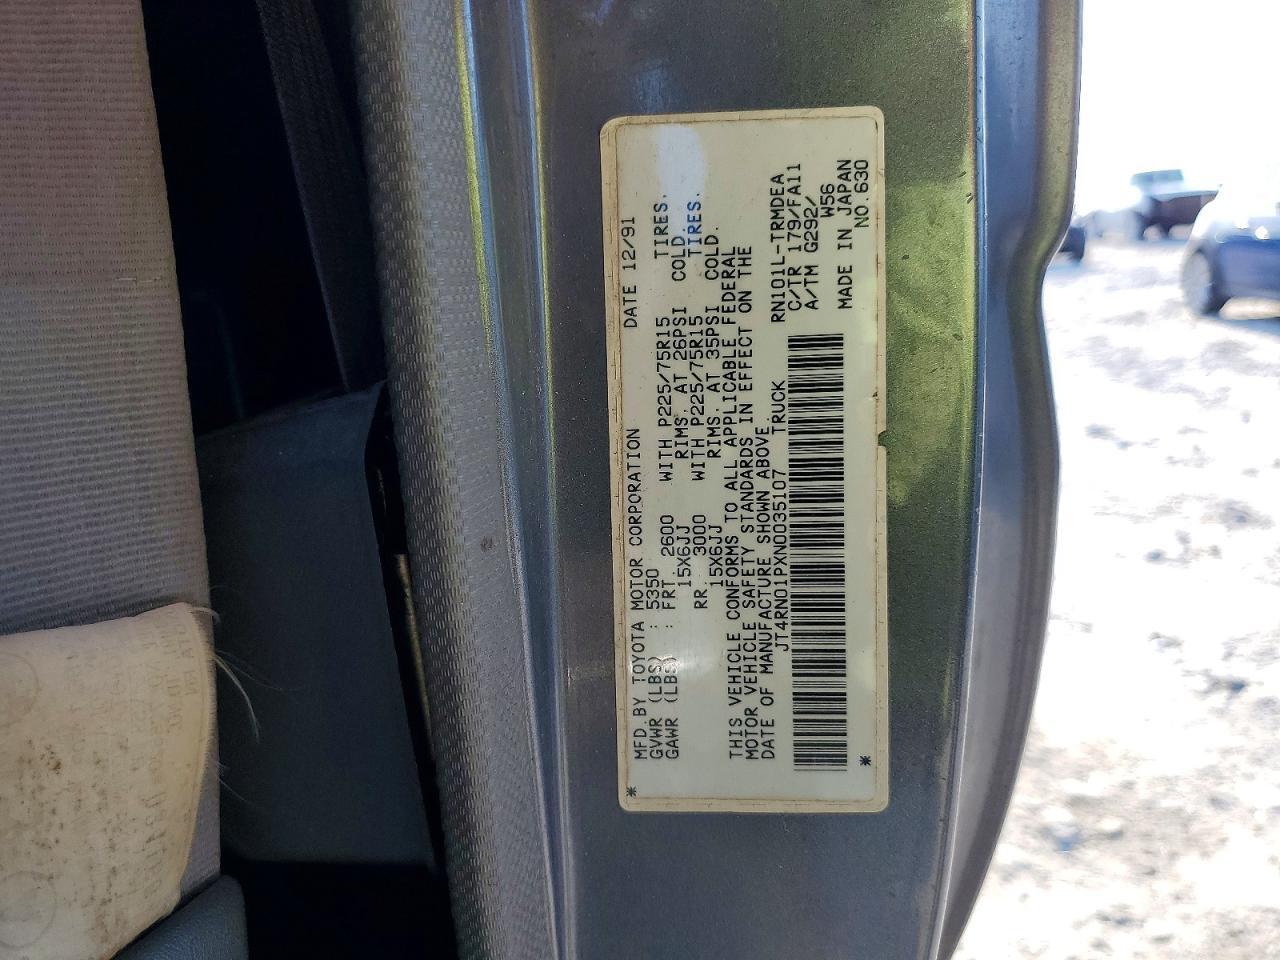 MFD. BY TOYOTA MOTOR CORPORATION DATE 12/91
GVWR (LBS) : 5350
GAWR (LBS) : FRT. 2600 WITH P225/75R15 TIRES.
15X6JJ RIMS. AT 26PSI COLD.
RR. 3000 WITH P225/75R15 TIRES.
15X6JJ RIMS. AT 35PSI COLD.
THIS VEHICLE CONFORMS TO ALL APPLICABLE FEDERAL
MOTOR VEHICLE SAFETY STANDARDS IN EFFECT ON THE
DATE OF MANUFACTURE SHOWN ABOVE.
JT4RN01PXN0035107 TRUCK
RN101L-TRMDEA
C/TR 179/FA11
A/TM G292/
W56
MADE IN JAPAN
NO. 630